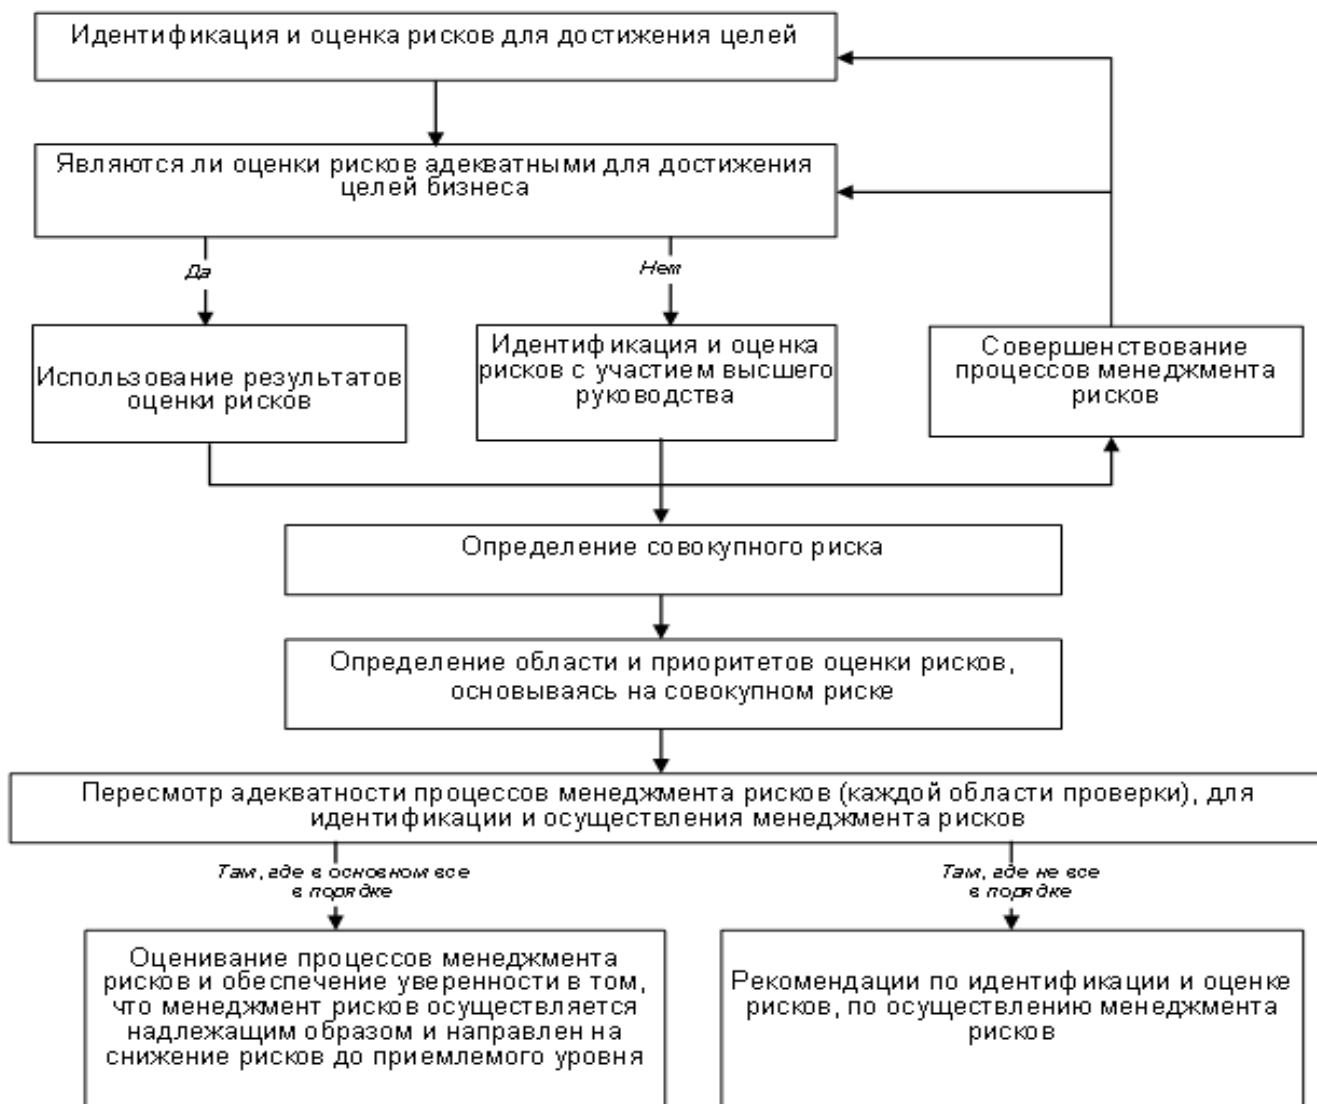 Идентификация и оценка рисков для достижения целей
Являются ли оценки рисков адекватными для достижения
целей бизнеса
Да
Нет
Использование результатов
оценки рисков
Идентификация и оценка
рисков с участием высшего
руководства
Совершенствование
процессов менеджмента
рисков
Определение совокупного риска
Определение области и приоритетов оценки рисков,
основываясь на совокупном риске
Пересмотр адекватности процессов менеджмента рисков (каждой области проверки), для
идентификации и осуществления менеджмента рисков
Там, где в основном все
в порядке
Там, где не все
в порядке
Оценивание процессов менеджмента
рисков и обеспечение уверенности в том,
что менеджмент рисков осуществляется
надлежащим образом и направлен на
снижение рисков до приемлемого уровня
Рекомендации по идентификации и оценке
рисков, по осуществлению менеджмента
рисков